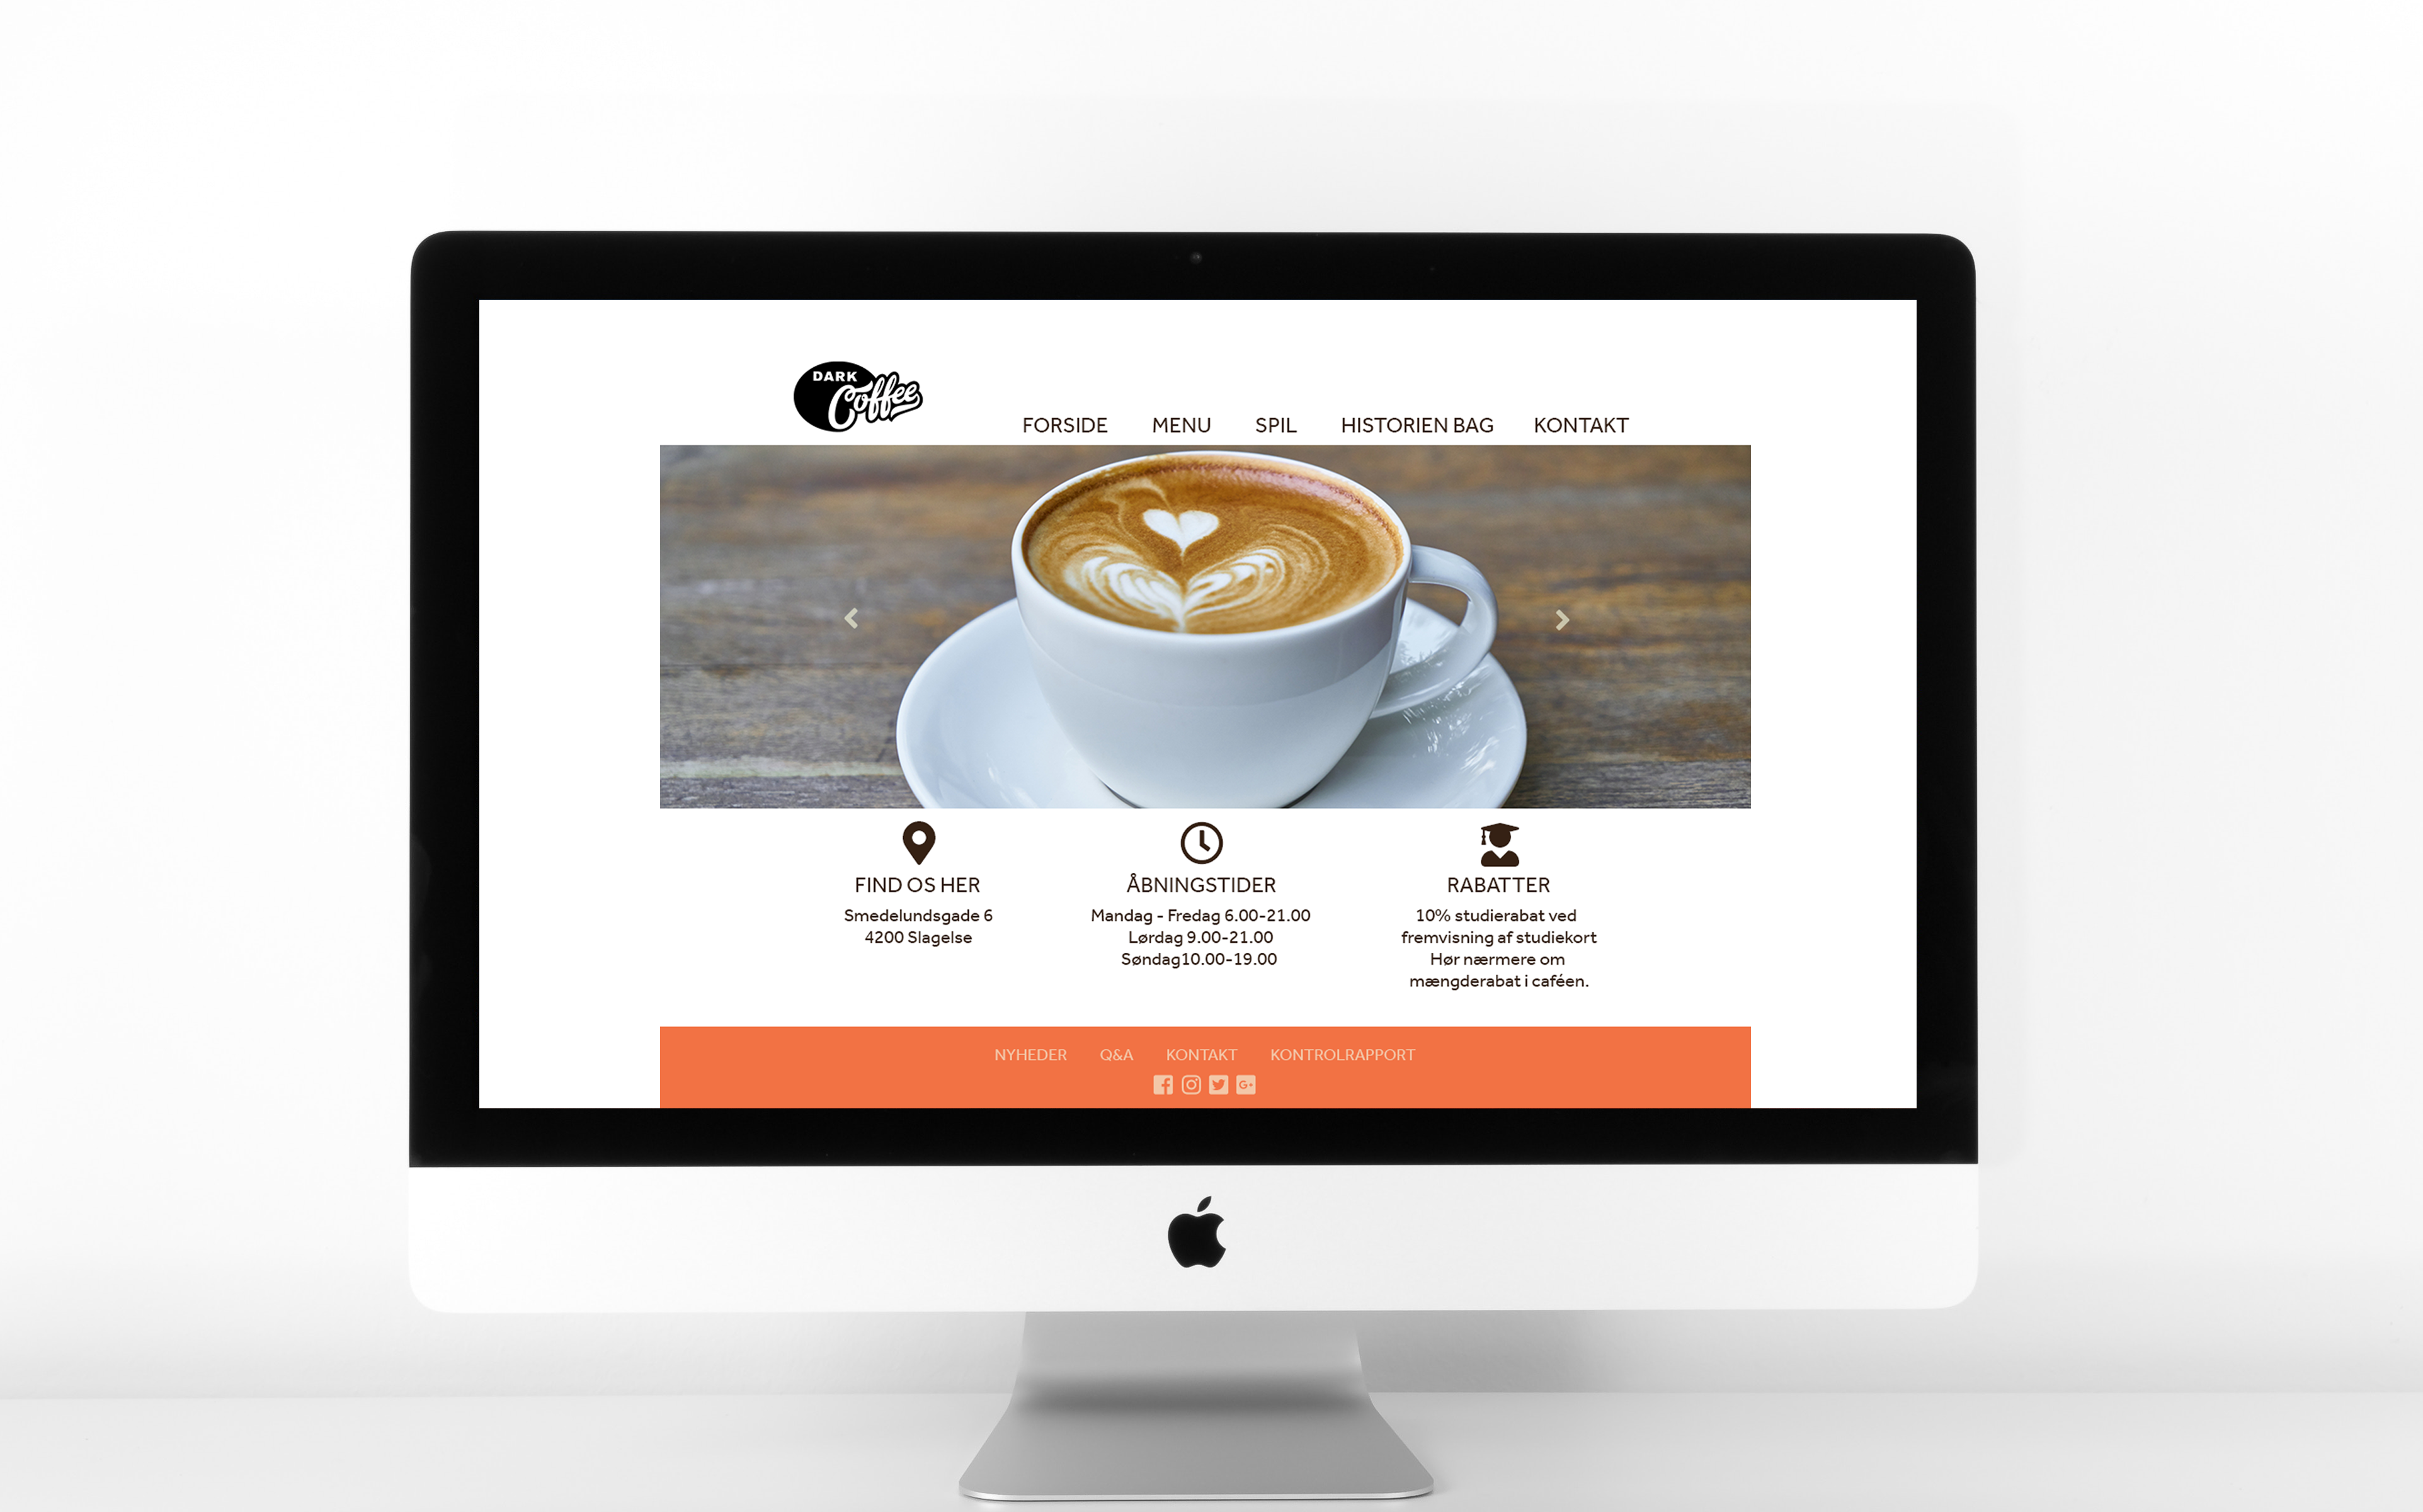 DARK
Coffee
FORSIDE MENU SPIL HISTORIEN BAG KONTAKT
FIND OS HER
Smedelundsgade 6
4200 Slagelse
ÅBNINGSTIDER
Mandag - Fredag 6.00-21.00
Lørdag 9.00-21.00
Søndag10.00-19.00
RABATTER
10% studierabat ved
fremvisning af studiekort
Hør nærmere om
mængderabat i caféen.
NYHEDER Q&A KONTAKT KONTROLRAPPORT